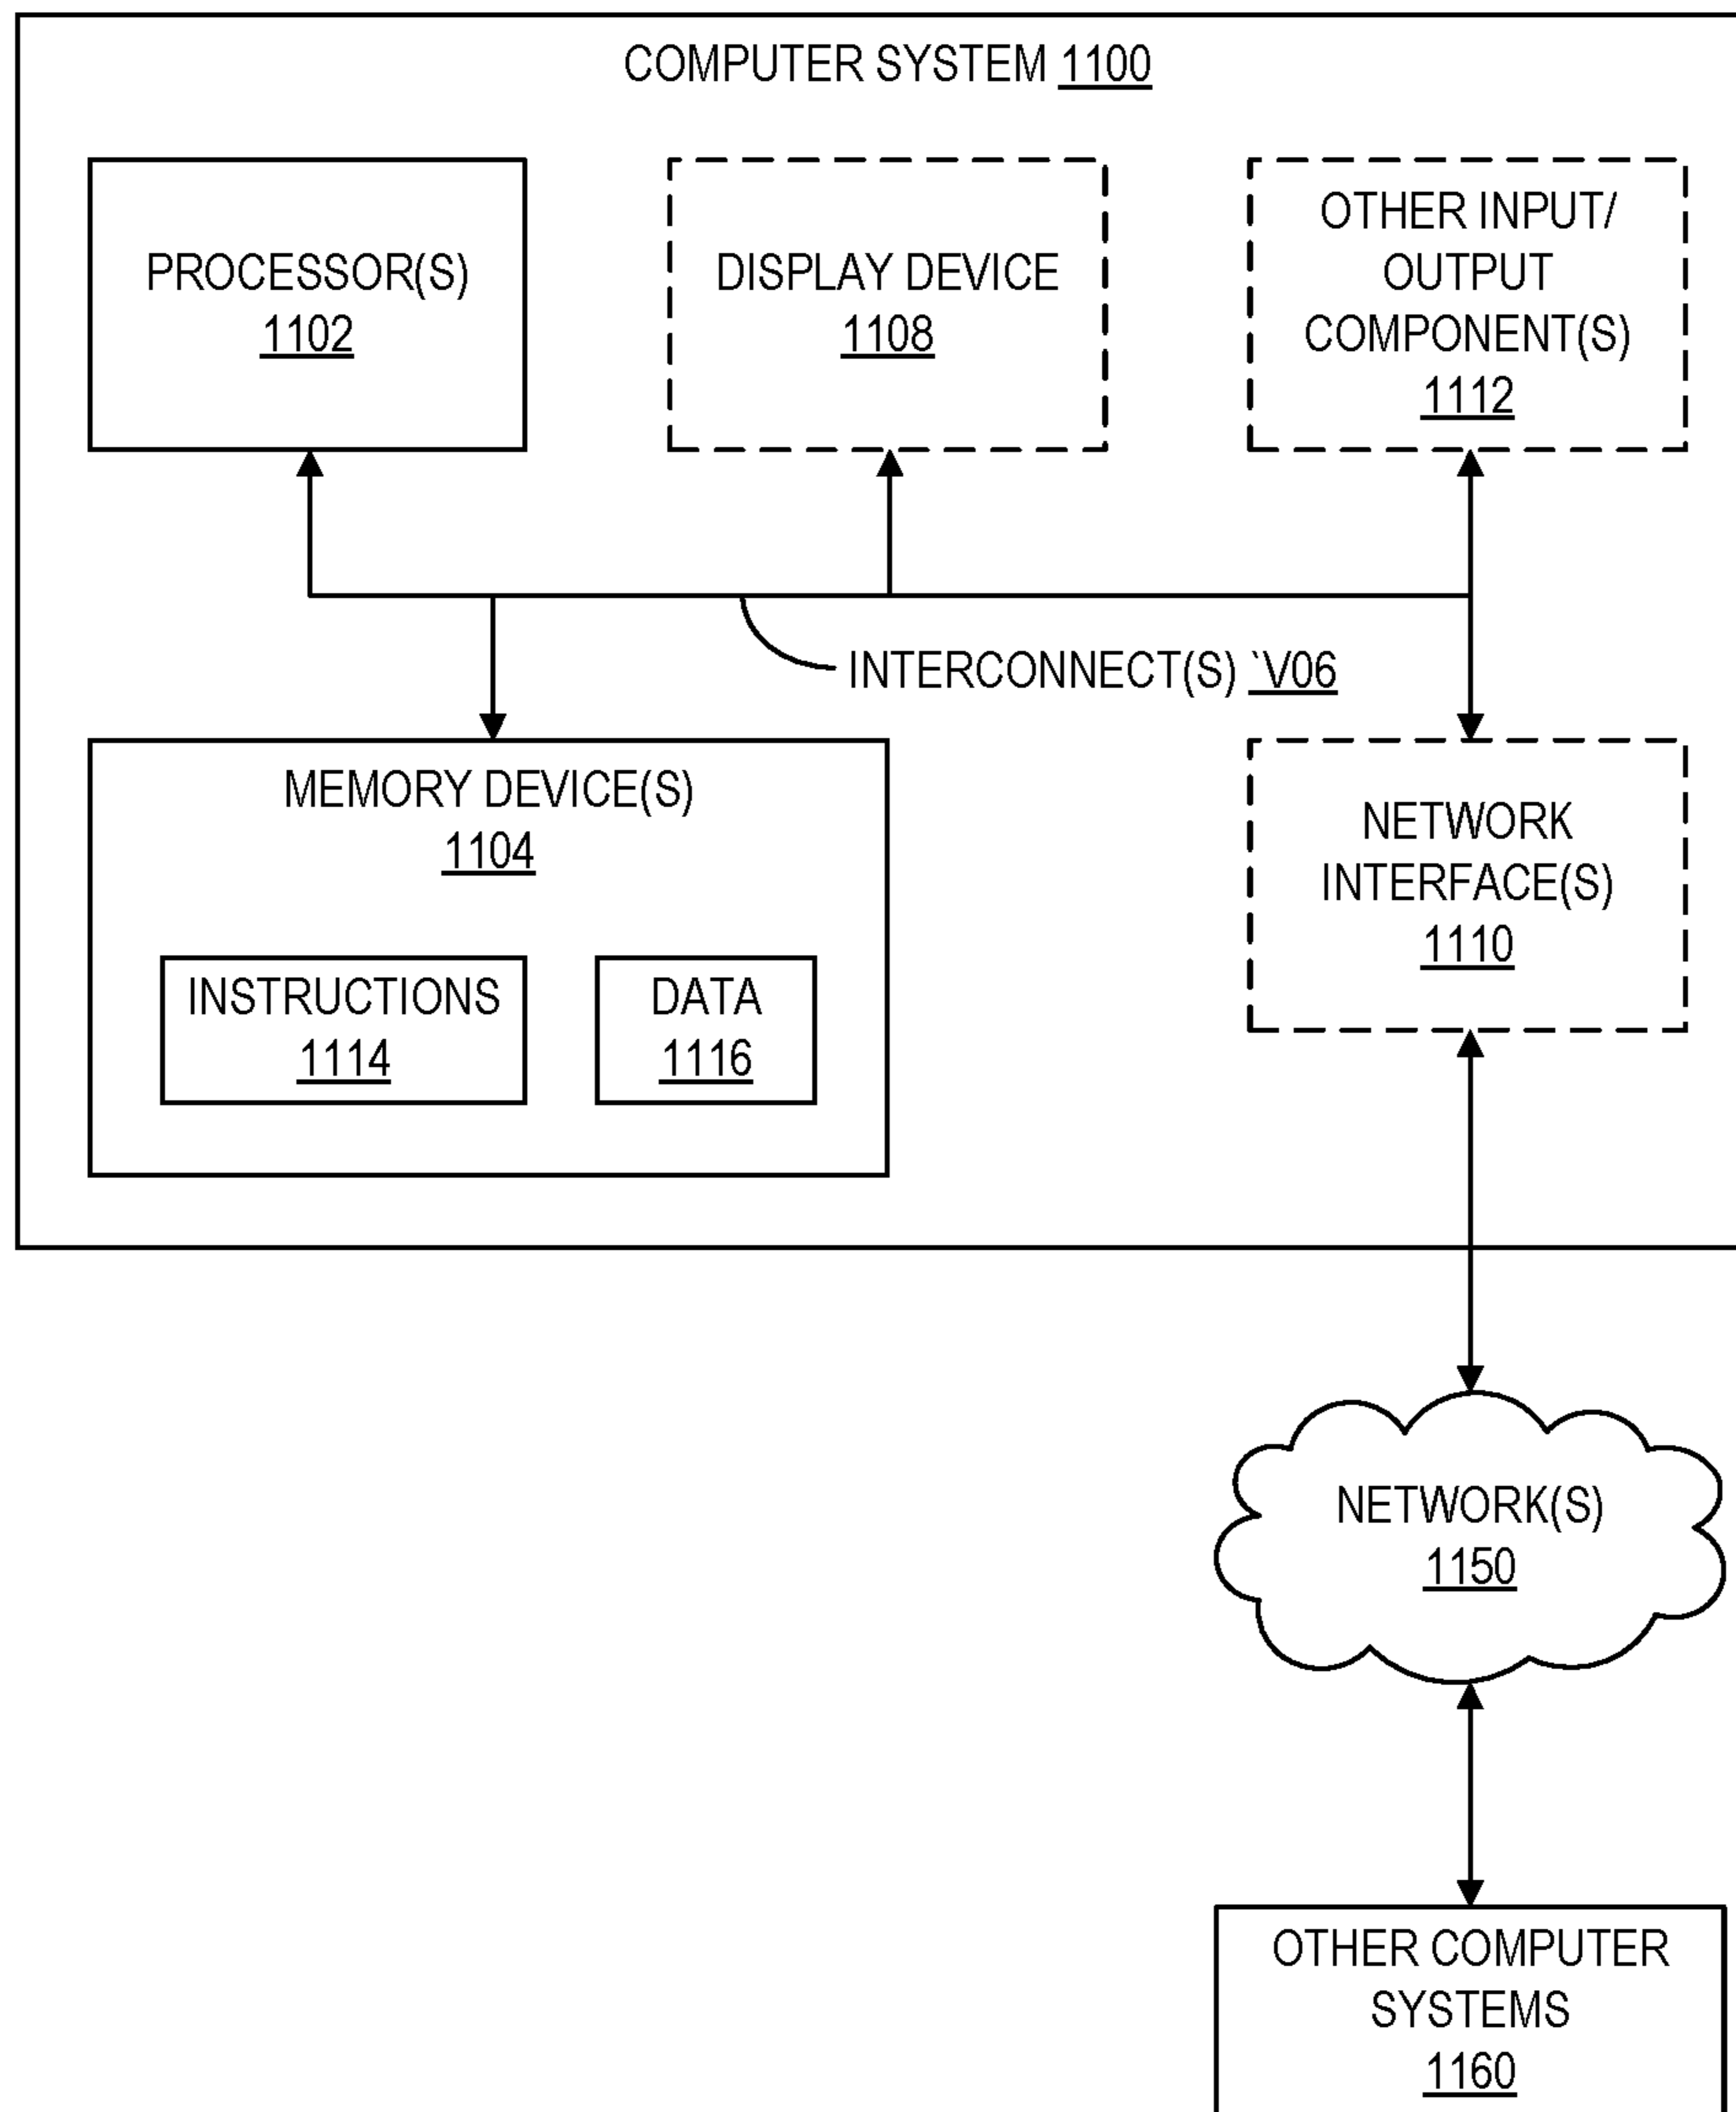 COMPUTER SYSTEM 1100
PROCESSOR(S)
1102
DISPLAY DEVICE
1108
OTHER INPUT/
OUTPUT
COMPONENT(S)
1112
INTERCONNECT(S) `V06
MEMORY DEVICE(S)
1104
INSTRUCTIONS
1114
DATA
1116
NETWORK
INTERFACE(S)
1110
NETWORK(S)
1150
OTHER COMPUTER
SYSTEMS
1160